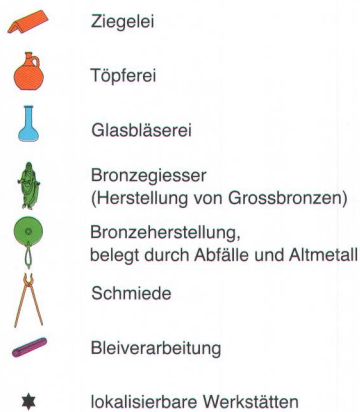 Ziegelei
Töpferei
Glasbläserei
Bronzegiesser
(Herstellung von Grossbronzen)
Bronzeherstellung,
belegt durch Abfälle und Altmetall
Schmiede
Bleiverarbeitung
lokalisierbare Werkstätten